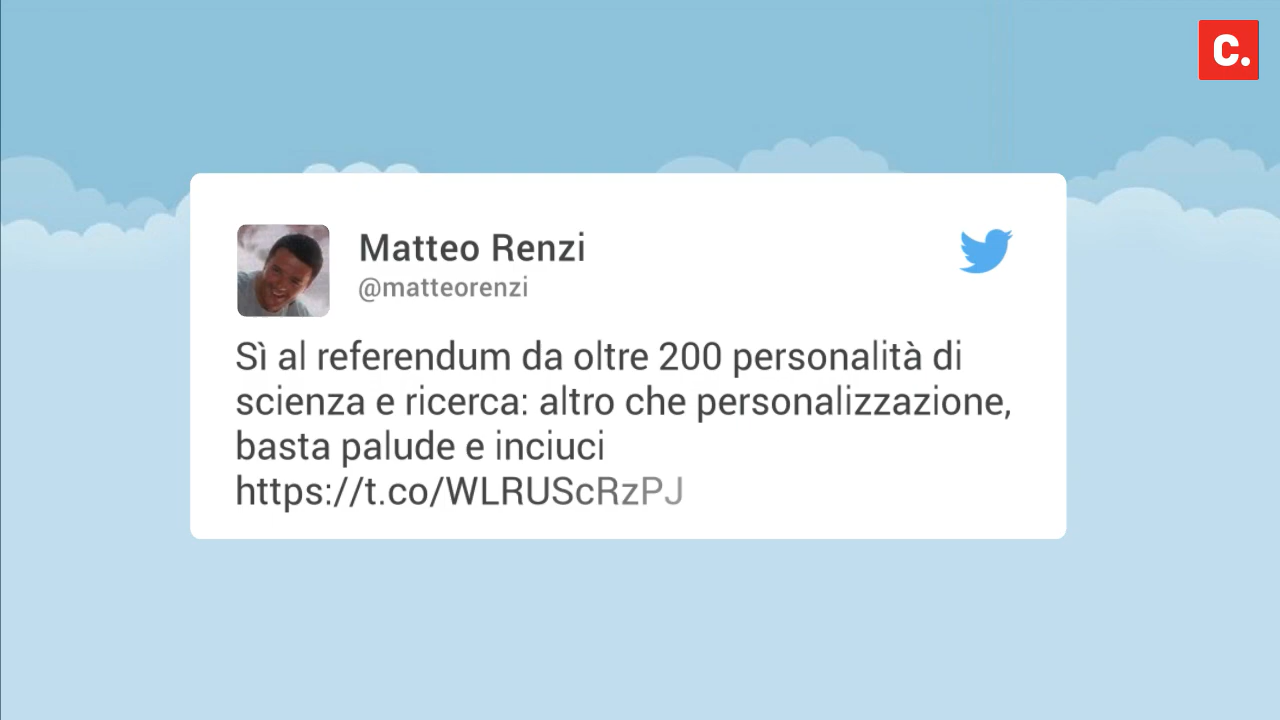 C.
Matteo Renzi
@matteorenzi
Sì al referendum da oltre 200 personalità di
scienza e ricerca: altro che personalizzazione,
basta palude e inciuci
https://t.co/WLRUScRzPJ